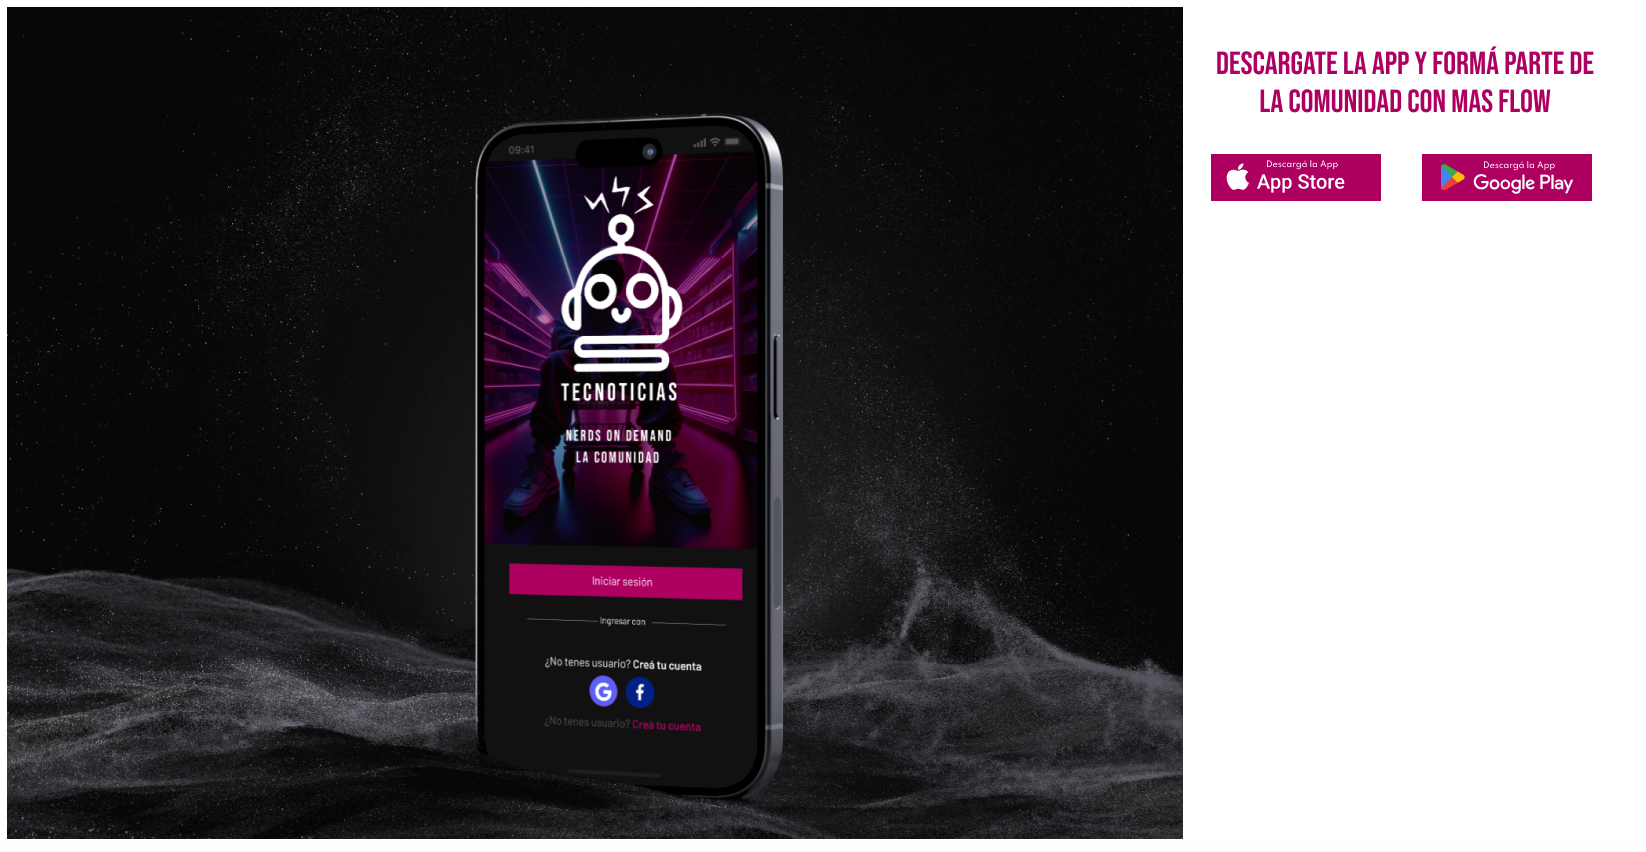 09:41
TECNOTICIAS
NERDS ON DEMAND
LA COMUNIDAD
Iniciar sesión
Ingresar con
¿No tenes usuario? Creá tu cuenta
G f
¿No tenes usuario? Creá tu cuenta
DESCARGATE LA APP Y FORMÁ PARTE DE
LA COMUNIDAD CON MAS FLOW
Descargá la App
App Store
Descargá la App
Google Play